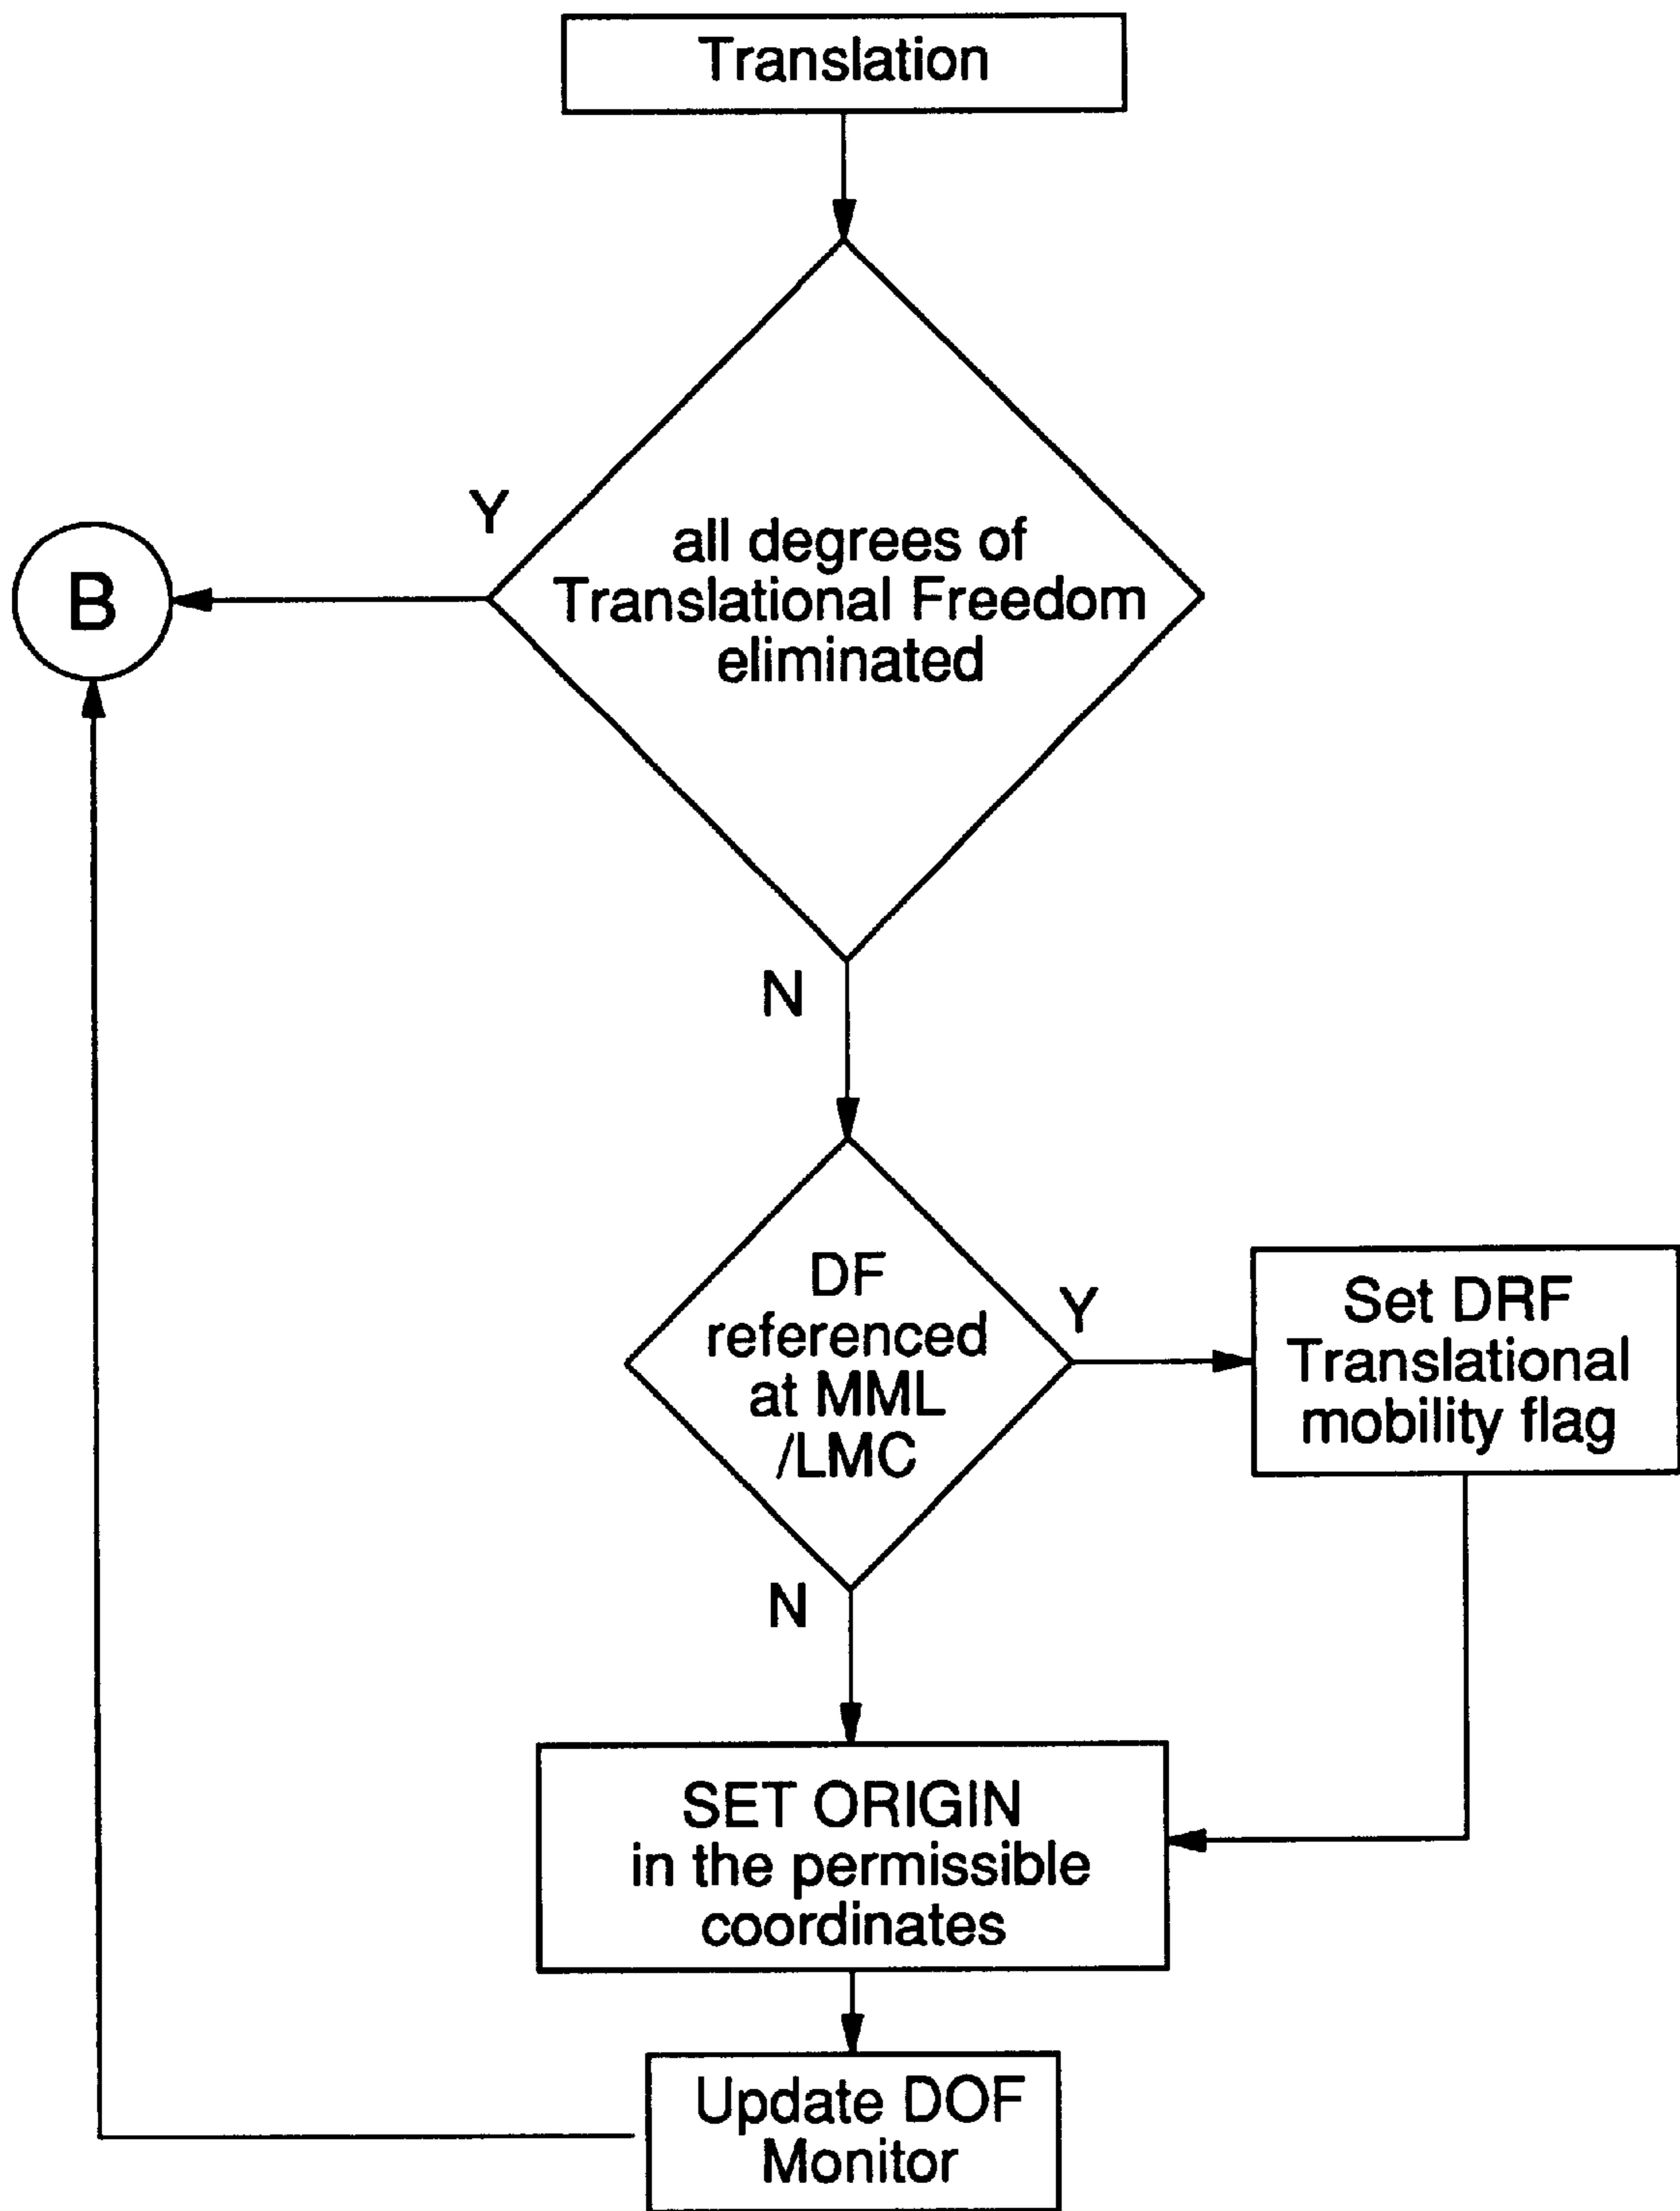 Translation
Y
all degrees of
Translational Freedom
eliminated
B
N
DF
referenced
at MML
/LMC
Y
Set DRF
Translational
mobility flag
N
SET ORIGIN
in the permissible
coordinates
Update DOF
Monitor